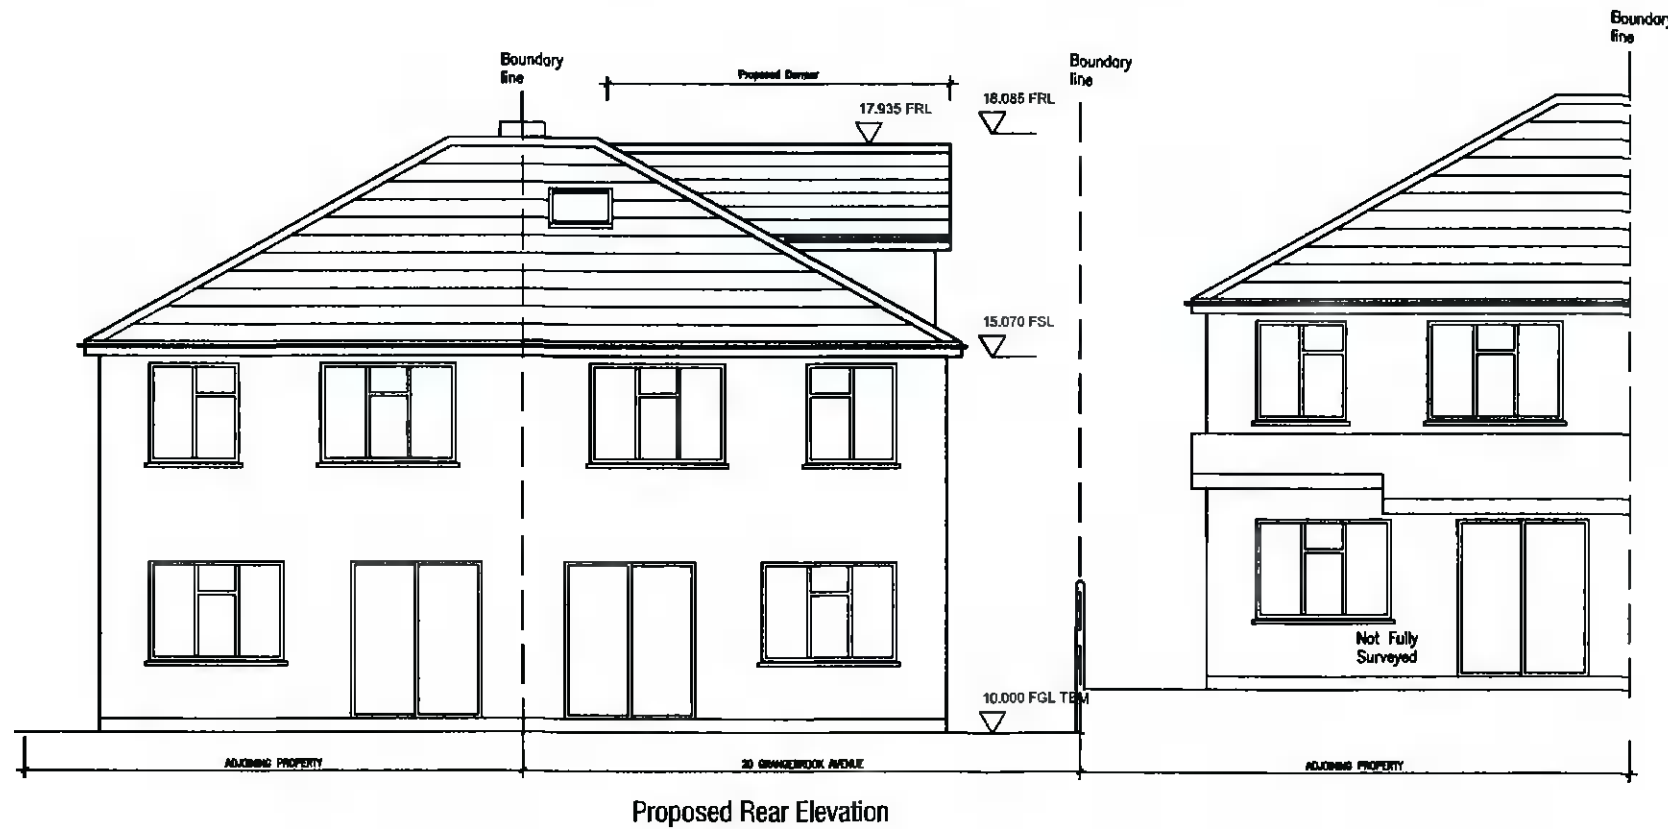 Boundary
line
Proposed Dormer
17.935 FRL
18.085 FRL
Boundary
line
Boundary
line
15.070 FSL
10.000 FGL TBM
Not Fully
Surveyed
ADJOINING PROPERTY
20 GRANGEBROOK AVENUE
ADJOINING PROPERTY
Proposed Rear Elevation